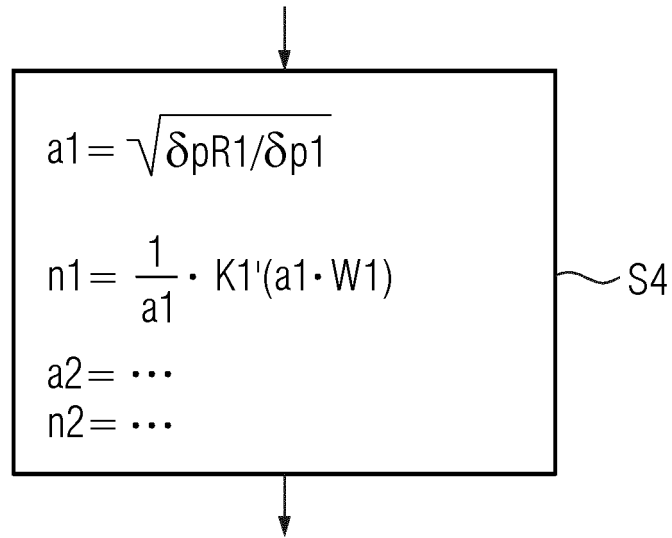 a1 = √δpR1/δp1
n1 = 1/a1 · K1'(a1·W1)
S4
a2 = ···
n2 = ···